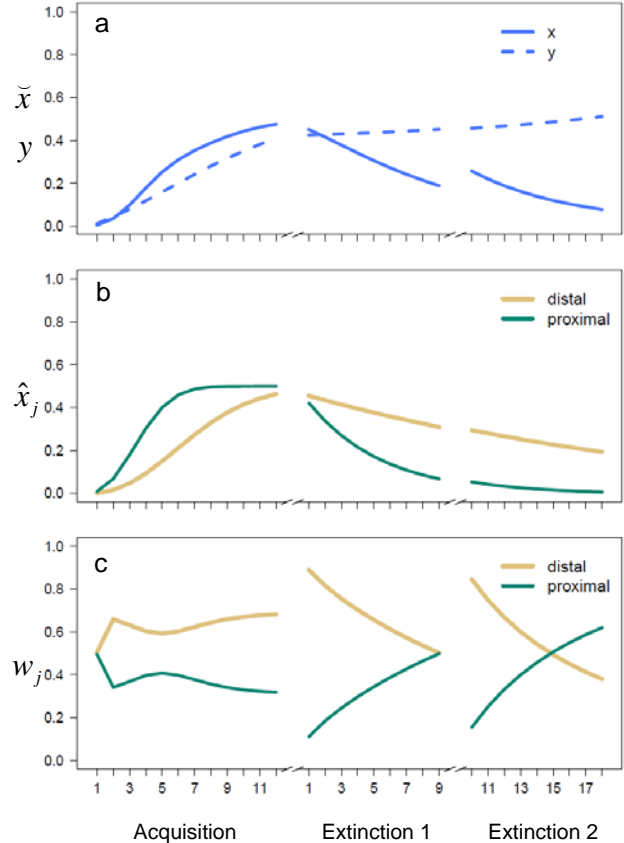 a
1.0
0.8
0.6
0.4
0.2
0.0
x
y
x̆
y
b
1.0
0.8
0.6
0.4
0.2
0.0
distal
proximal
x̂j
c
1.0
0.8
0.6
0.4
0.2
0.0
distal
proximal
wj
1 3 5 7 9 11 1 3 5 7 9 11 13 15 17
Acquisition Extinction 1 Extinction 2